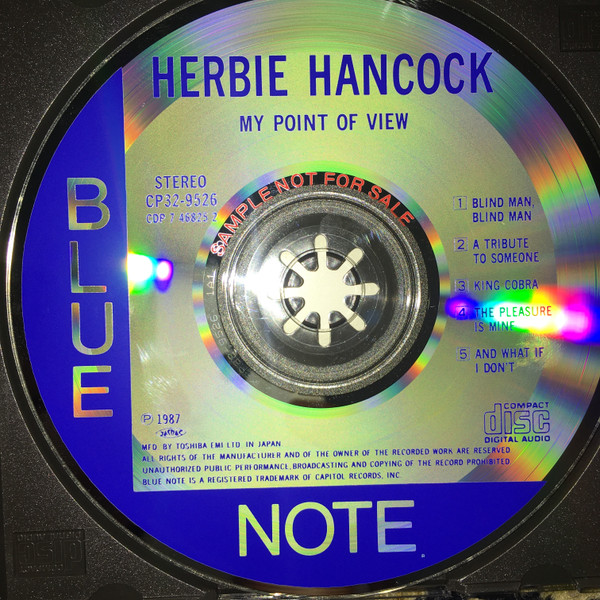 HERBIE HANCOCK
MY POINT OF VIEW
STEREO
CP32-9526
CDP 7 46825 2
SAMPLE NOT FOR SALE
1 BLIND MAN,
BLIND MAN
2 A TRIBUTE
TO SOMEONE
3 KING COBRA
4 THE PLEASURE
IS MINE
5 AND WHAT IF
I DON'T
BLUE
℗ 1987
COMPACT
disc
DIGITAL AUDIO
MFD. BY TOSHIBA EMI LTD. IN JAPAN
ALL RIGHTS OF THE MANUFACTURER AND OF THE OWNER OF THE RECORDED WORK ARE RESERVED
UNAUTHORIZED PUBLIC PERFORMANCE, BROADCASTING AND COPYING OF THE RECORD PROHIBITED
BLUE NOTE IS A REGISTERED TRADEMARK OF CAPITOL RECORDS, INC.
NOTE